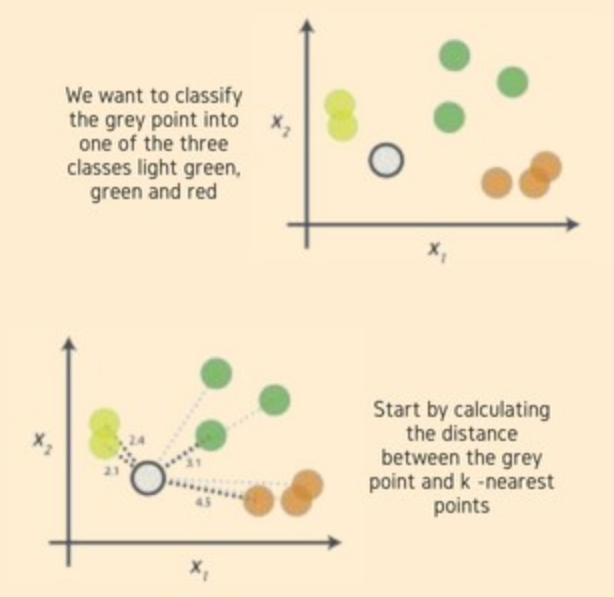 We want to classify
the grey point into
one of the three
classes light green,
green and red
X2
X1
X2
2.4
2.1
3.1
4.5
X1
Start by calculating
the distance
between the grey
point and k -nearest
points